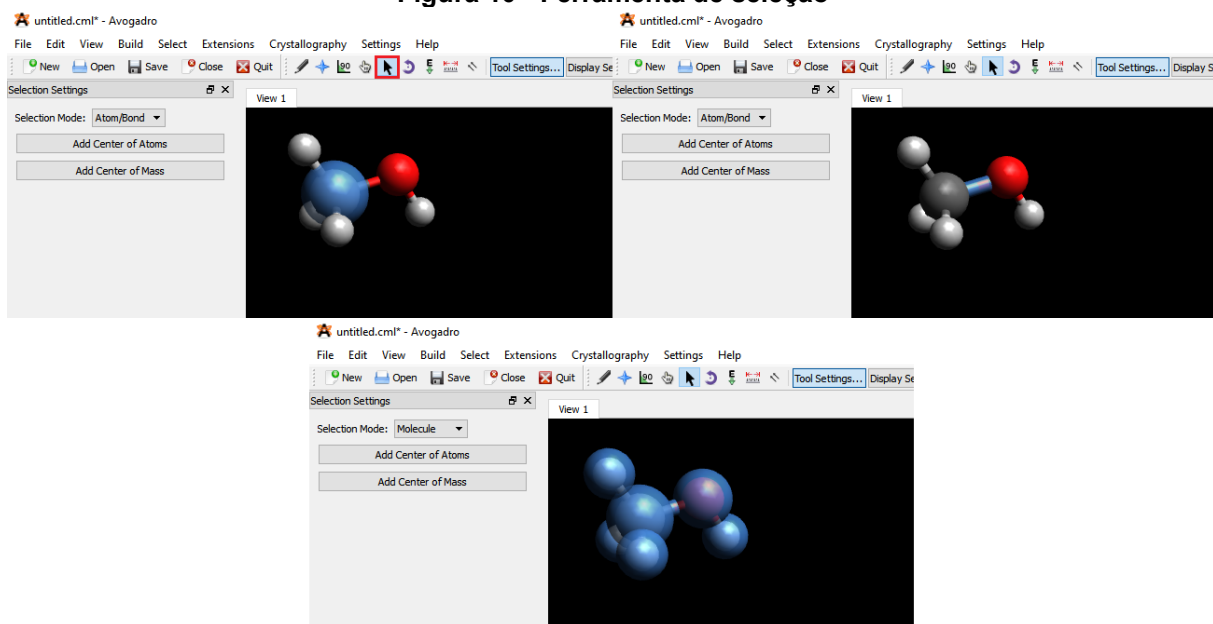 Figura 10 - Ferramenta de seleção
untitled.cml* - Avogadro
File Edit View Build Select Extensions Crystallography Settings Help
New Open Save Close Quit Tool Settings... Display Se
Selection Settings
View 1
Selection Mode: Atom/Bond
Add Center of Atoms
Add Center of Mass
untitled.cml* - Avogadro
File Edit View Build Select Extensions Crystallography Settings Help
New Open Save Close Quit Tool Settings... Display S
Selection Settings
View 1
Selection Mode: Atom/Bond
Add Center of Atoms
Add Center of Mass
untitled.cml* - Avogadro
File Edit View Build Select Extensions Crystallography Settings Help
New Open Save Close Quit Tool Settings... Display Se
Selection Settings
View 1
Selection Mode: Molecule
Add Center of Atoms
Add Center of Mass